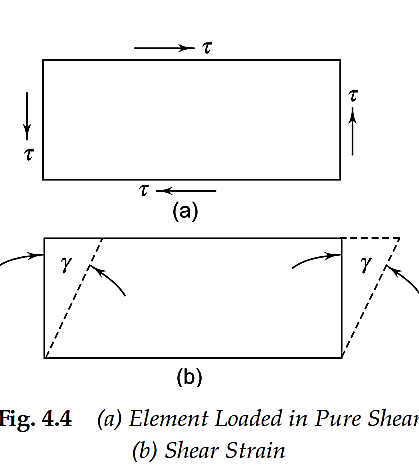 τ
τ
τ
τ
(a)
γ
γ
(b)
Fig. 4.4 (a) Element Loaded in Pure Shear
(b) Shear Strain